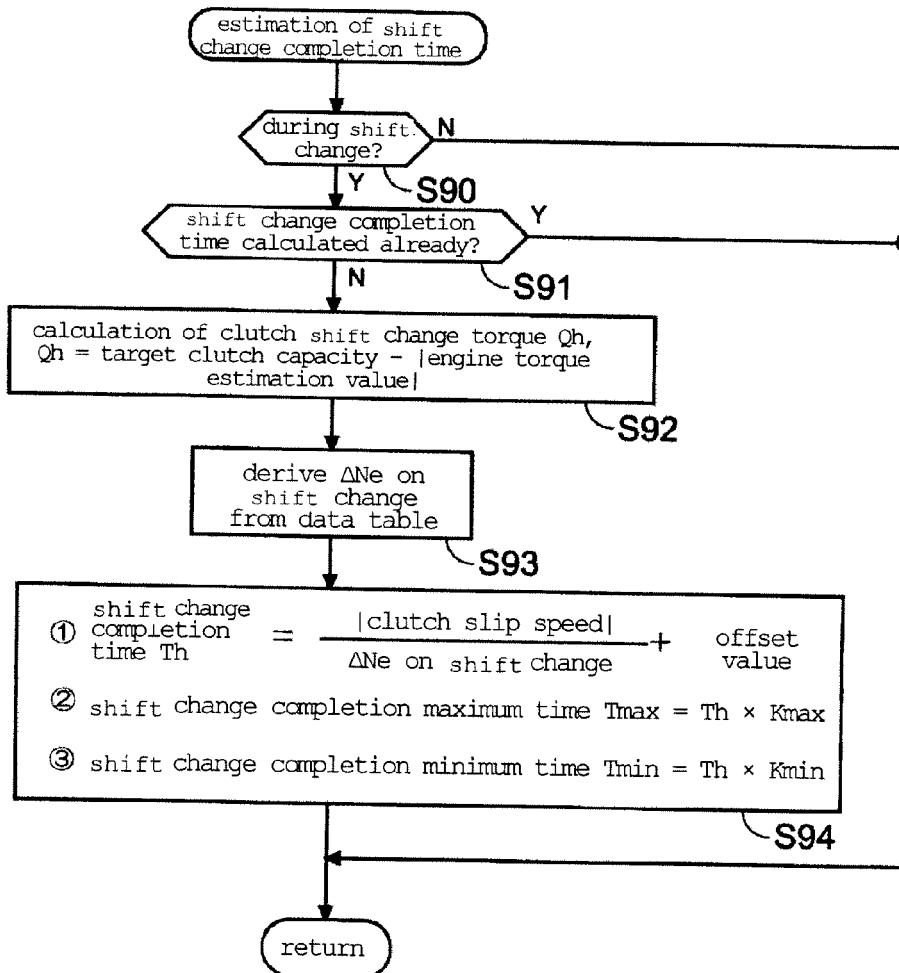 estimation of shift
change completion time
during shift
change?
N
Y
S90
shift change completion
time calculated already?
Y
N
S91
calculation of clutch shift change torque Qh,
Qh = target clutch capacity - |engine torque
estimation value|
S92
derive ΔNe on
shift change
from data table
S93
① shift change
completion
time Th
=
|clutch slip speed|
ΔNe on shift change
+
offset
value
② shift change completion maximum time Tmax = Th × Kmax
③ shift change completion minimum time Tmin = Th × Kmin
S94
return